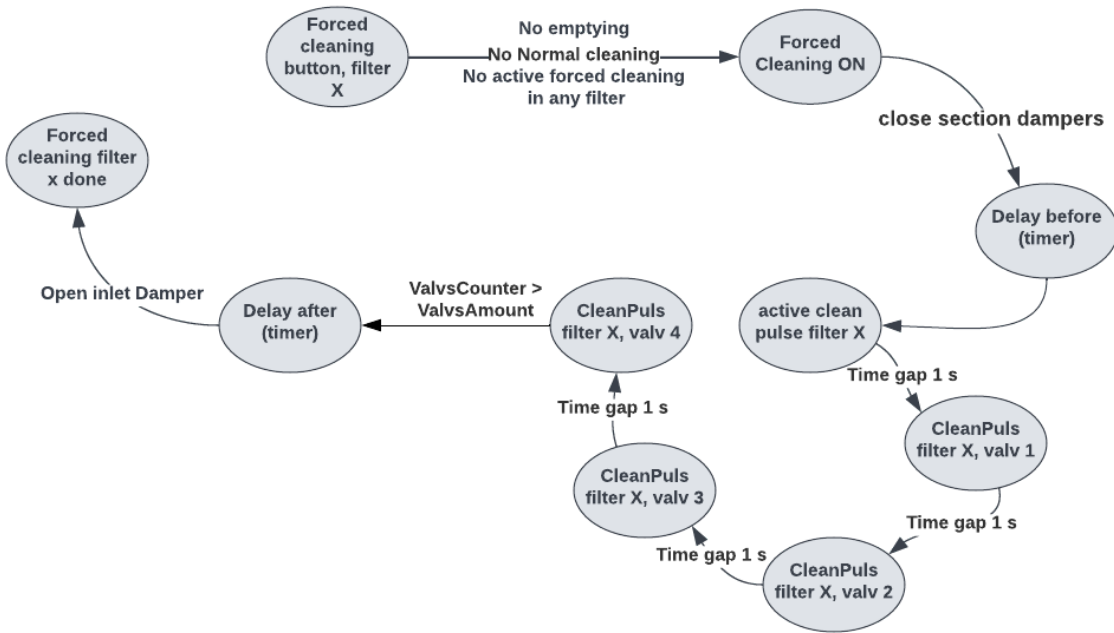 Forced
cleaning
button, filter
X
No emptying
No Normal cleaning
No active forced cleaning
in any filter
Forced
Cleaning ON
close section dampers
Delay before
(timer)
active clean
pulse filter X
Time gap 1 s
CleanPuls
filter X, valv 1
Time gap 1 s
CleanPuls
filter X, valv 2
Time gap 1 s
CleanPuls
filter X, valv 3
Time gap 1 s
CleanPuls
filter X, valv 4
ValvsCounter >
ValvsAmount
Delay after
(timer)
Open inlet Damper
Forced
cleaning filter
x done